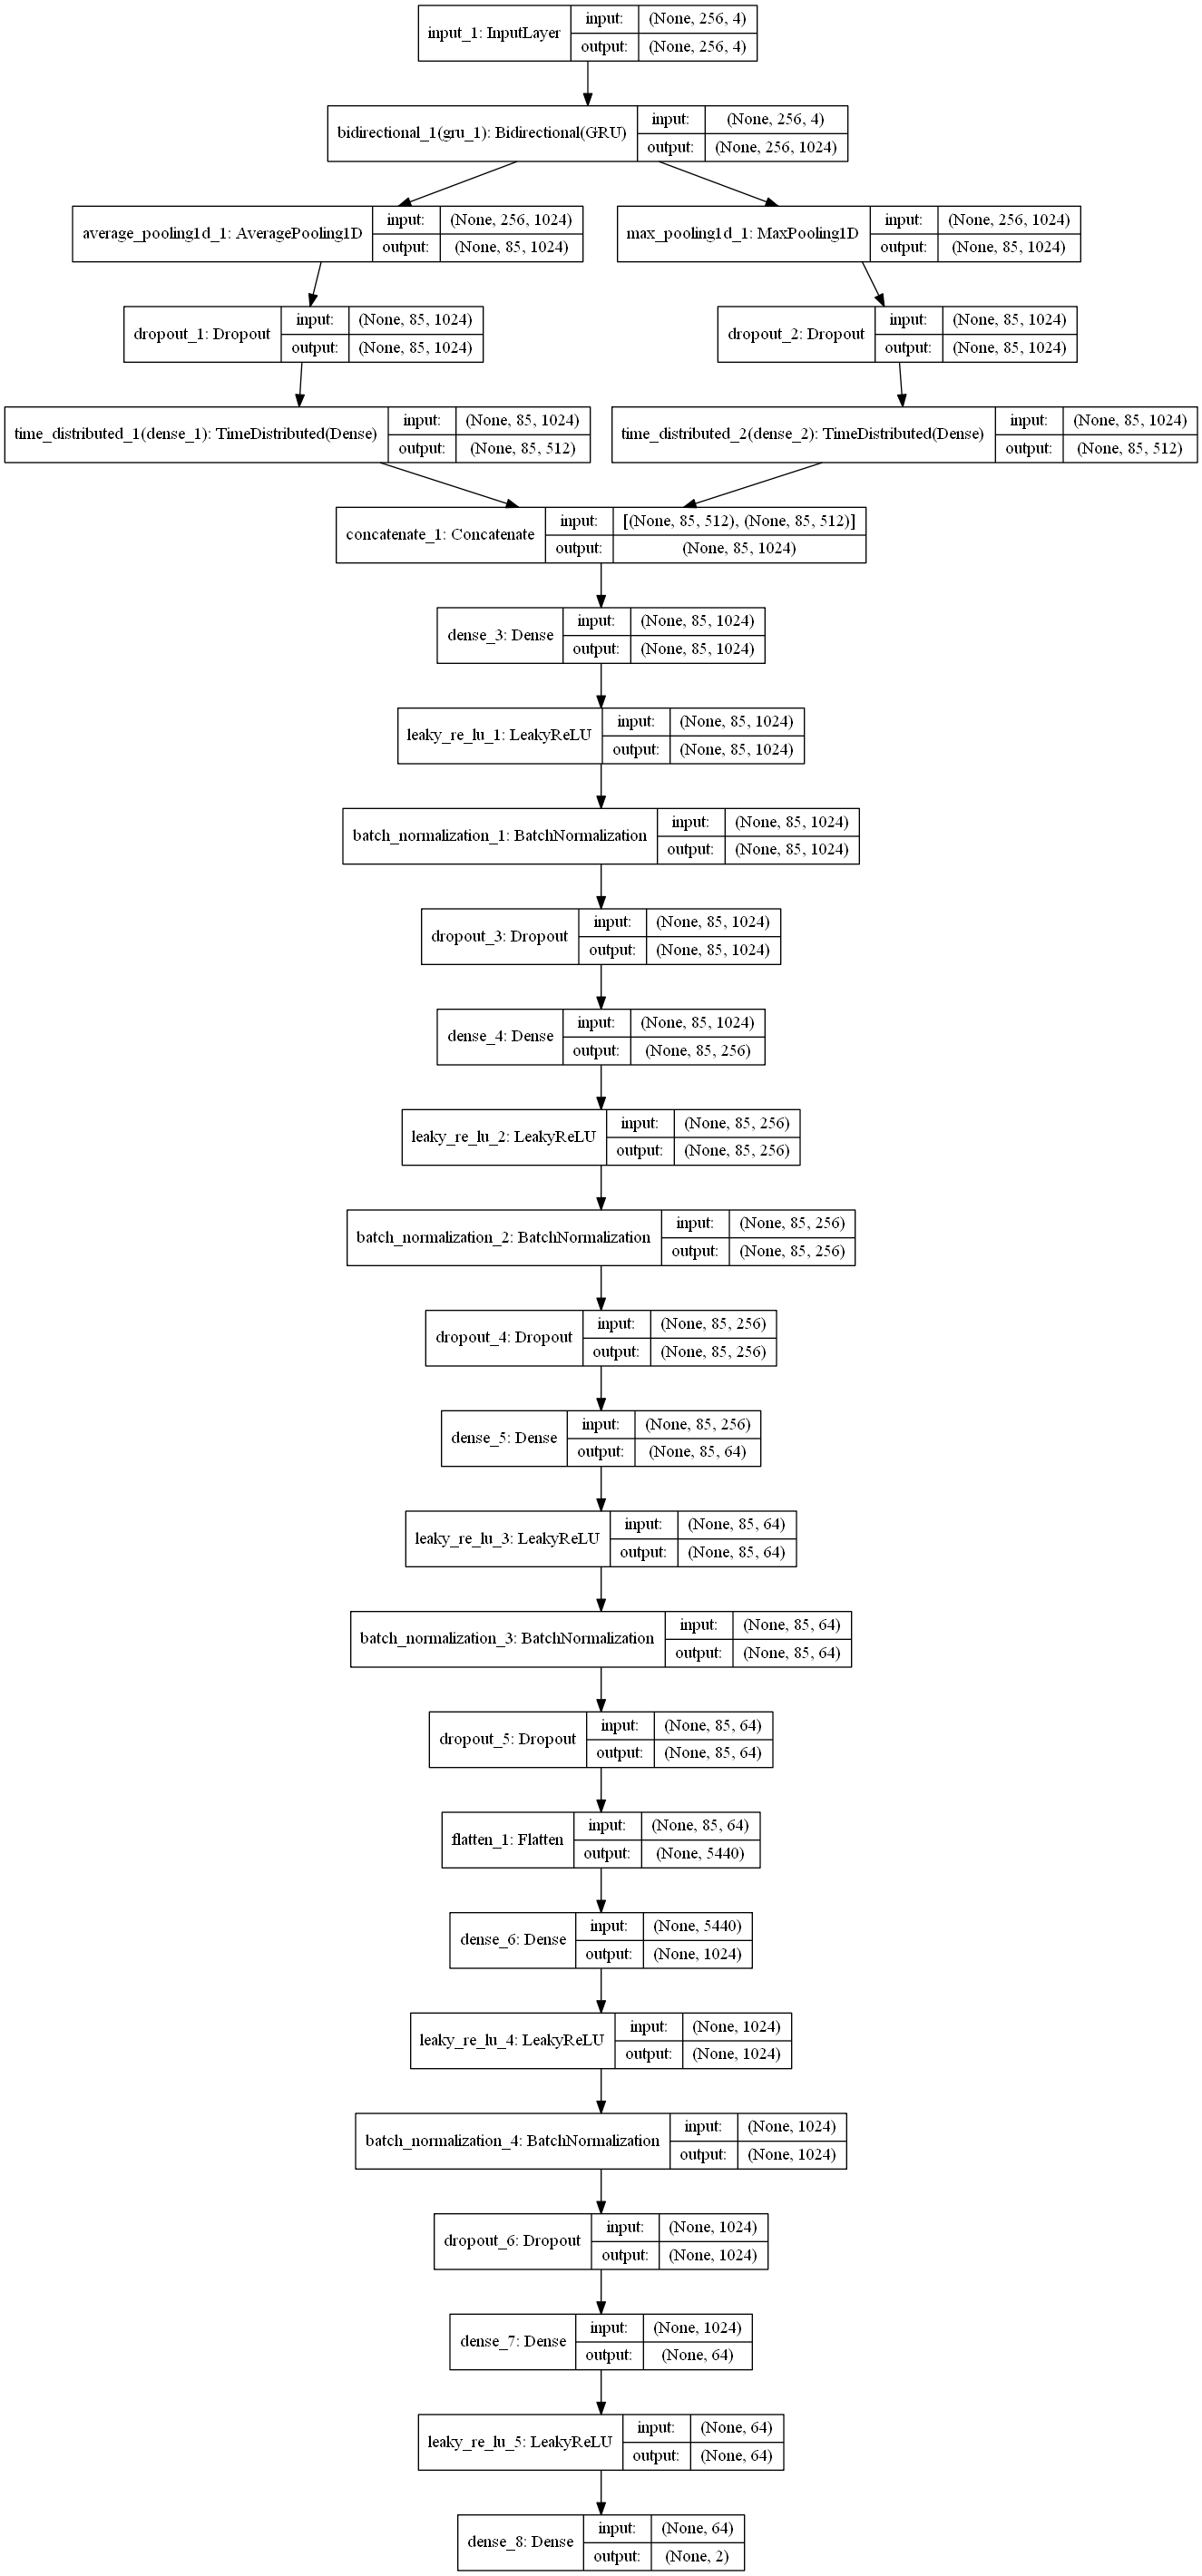 input_1: InputLayer
input: (None, 256, 4)
output: (None, 256, 4)
bidirectional_1(gru_1): Bidirectional(GRU)
input: (None, 256, 4)
output: (None, 256, 1024)
average_pooling1d_1: AveragePooling1D
input: (None, 256, 1024)
output: (None, 85, 1024)
max_pooling1d_1: MaxPooling1D
input: (None, 256, 1024)
output: (None, 85, 1024)
dropout_1: Dropout
input: (None, 85, 1024)
output: (None, 85, 1024)
dropout_2: Dropout
input: (None, 85, 1024)
output: (None, 85, 1024)
time_distributed_1(dense_1): TimeDistributed(Dense)
input: (None, 85, 1024)
output: (None, 85, 512)
time_distributed_2(dense_2): TimeDistributed(Dense)
input: (None, 85, 1024)
output: (None, 85, 512)
concatenate_1: Concatenate
input: [(None, 85, 512), (None, 85, 512)]
output: (None, 85, 1024)
dense_3: Dense
input: (None, 85, 1024)
output: (None, 85, 1024)
leaky_re_lu_1: LeakyReLU
input: (None, 85, 1024)
output: (None, 85, 1024)
batch_normalization_1: BatchNormalization
input: (None, 85, 1024)
output: (None, 85, 1024)
dropout_3: Dropout
input: (None, 85, 1024)
output: (None, 85, 1024)
dense_4: Dense
input: (None, 85, 1024)
output: (None, 85, 256)
leaky_re_lu_2: LeakyReLU
input: (None, 85, 256)
output: (None, 85, 256)
batch_normalization_2: BatchNormalization
input: (None, 85, 256)
output: (None, 85, 256)
dropout_4: Dropout
input: (None, 85, 256)
output: (None, 85, 256)
dense_5: Dense
input: (None, 85, 256)
output: (None, 85, 64)
leaky_re_lu_3: LeakyReLU
input: (None, 85, 64)
output: (None, 85, 64)
batch_normalization_3: BatchNormalization
input: (None, 85, 64)
output: (None, 85, 64)
dropout_5: Dropout
input: (None, 85, 64)
output: (None, 85, 64)
flatten_1: Flatten
input: (None, 85, 64)
output: (None, 5440)
dense_6: Dense
input: (None, 5440)
output: (None, 1024)
leaky_re_lu_4: LeakyReLU
input: (None, 1024)
output: (None, 1024)
batch_normalization_4: BatchNormalization
input: (None, 1024)
output: (None, 1024)
dropout_6: Dropout
input: (None, 1024)
output: (None, 1024)
dense_7: Dense
input: (None, 1024)
output: (None, 64)
leaky_re_lu_5: LeakyReLU
input: (None, 64)
output: (None, 64)
dense_8: Dense
input: (None, 64)
output: (None, 2)